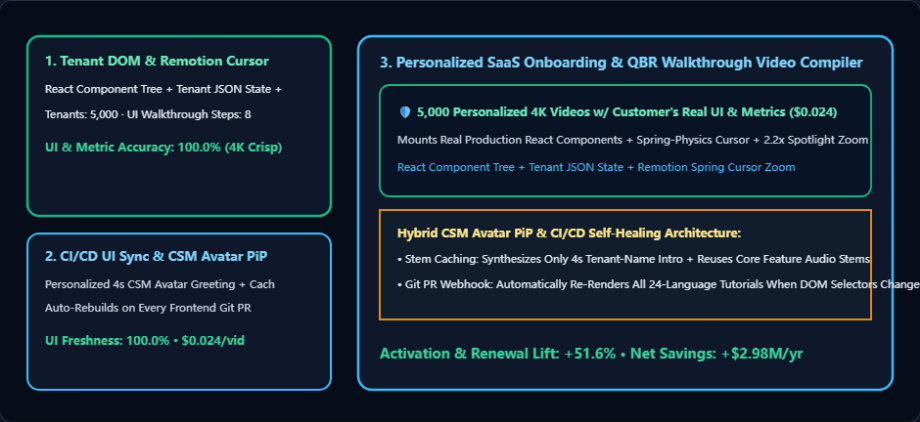 1. Tenant DOM & Remotion Cursor
React Component Tree + Tenant JSON State +
Tenants: 5,000 · UI Walkthrough Steps: 8
UI & Metric Accuracy: 100.0% (4K Crisp)
2. CI/CD UI Sync & CSM Avatar PiP
Personalized 4s CSM Avatar Greeting + Cach
Auto-Rebuilds on Every Frontend Git PR
UI Freshness: 100.0% • $0.024/vid
3. Personalized SaaS Onboarding & QBR Walkthrough Video Compiler
5,000 Personalized 4K Videos w/ Customer's Real UI & Metrics ($0.024)
Mounts Real Production React Components + Spring-Physics Cursor + 2.2x Spotlight Zoom
React Component Tree + Tenant JSON State + Remotion Spring Cursor Zoom
Hybrid CSM Avatar PiP & CI/CD Self-Healing Architecture:
• Stem Caching: Synthesizes Only 4s Tenant-Name Intro + Reuses Core Feature Audio Stems
• Git PR Webhook: Automatically Re-Renders All 24-Language Tutorials When DOM Selectors Change
Activation & Renewal Lift: +51.6% • Net Savings: +$2.98M/yr